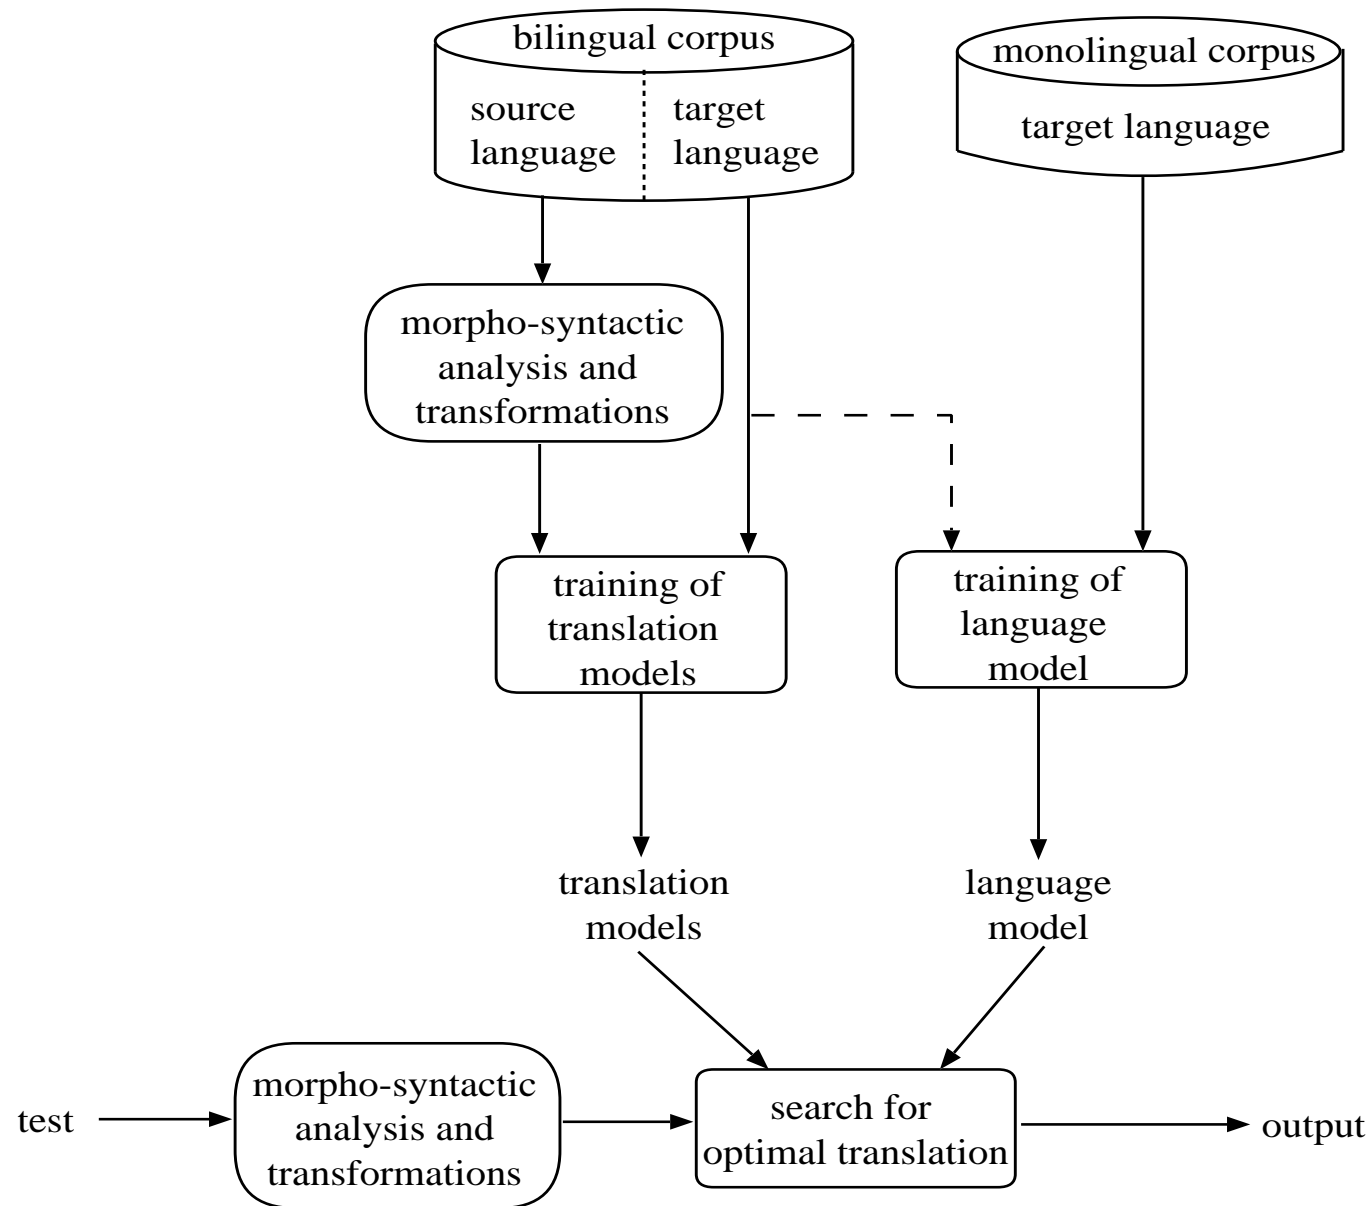 bilingual corpus
source
language
target
language
monolingual corpus
target language
morpho-syntactic
analysis and
transformations
training of
translation
models
training of
language
model
translation
models
language
model
test
morpho-syntactic
analysis and
transformations
search for
optimal translation
output